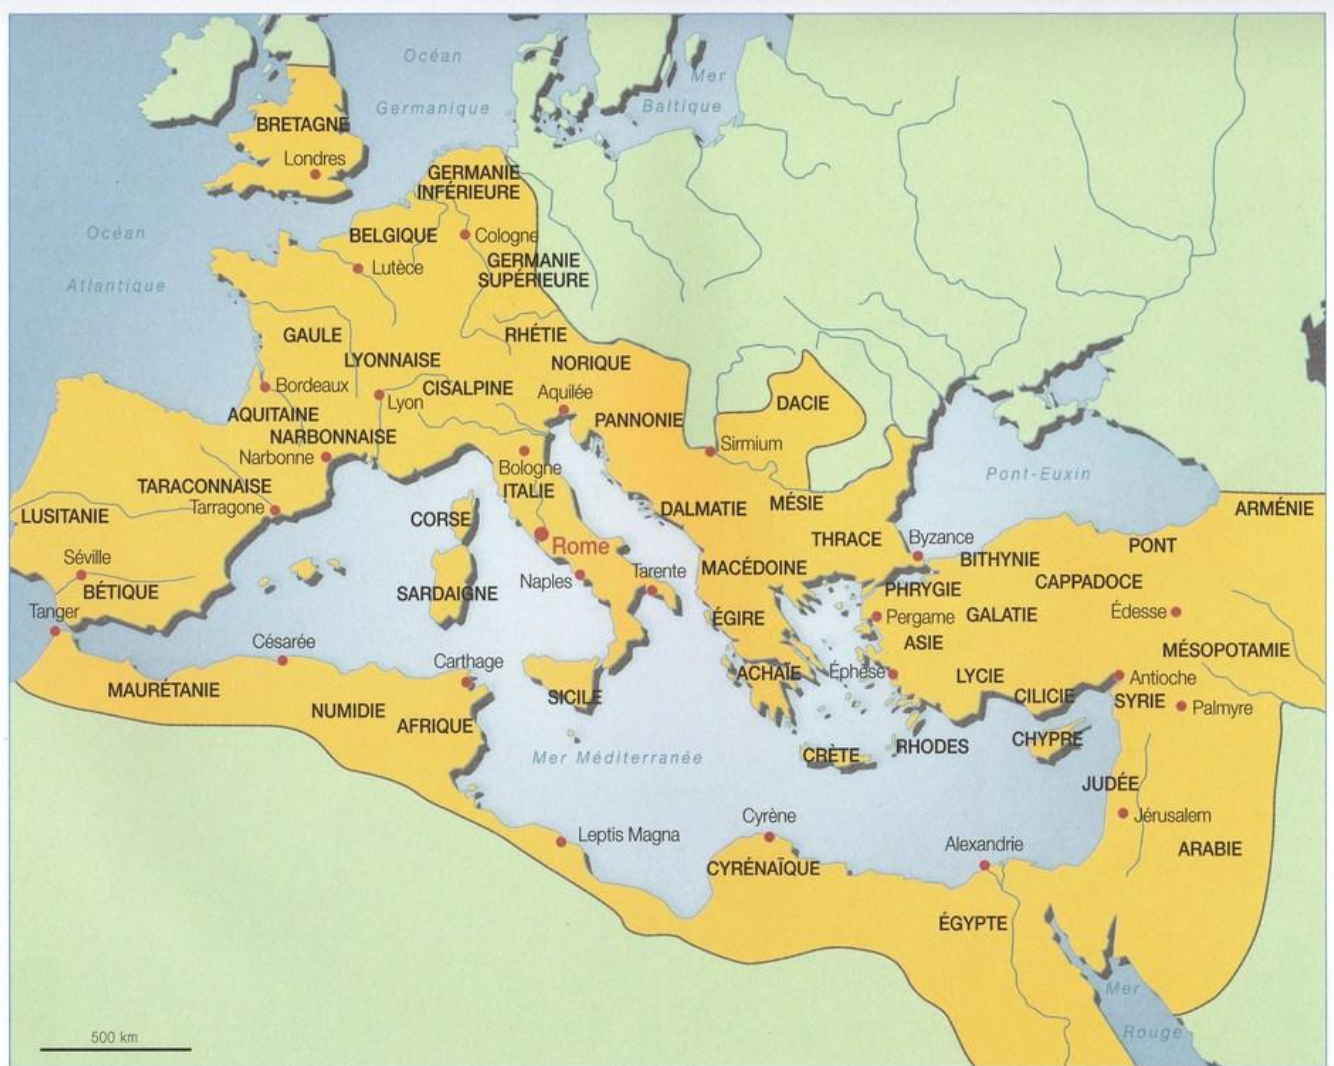 Océan
Germanique
Mer
Baltique
BRETAGNE
Londres
GERMANIE
INFÉRIEURE
Océan
Atlantique
BELGIQUE
Cologne
Lutèce
GERMANIE
SUPÉRIEURE
GAULE
RHÉTIE
LYONNAISE
NORIQUE
Bordeaux
CISALPINE
Aquilée
Lyon
DACIE
AQUITAINE
PANNONIE
NARBONNAISE
Narbonne
Sirmium
Bologne
Pont-Euxin
TARACONNAISE
ITALIE
Tarragone
LUSITANIE
CORSE
DALMATIE
MÉSIE
ARMÉNIE
THRACE
Byzance
Rome
PONT
Séville
BITHYNIE
Naples
Tarente
MACÉDOINE
CAPPADOCE
BÉTIQUE
SARDAIGNE
PHRYGIE
Tanger
ÉGIRE
Pergame
GALATIE
Édesse
Césarée
ASIE
MÉSOPOTAMIE
Carthage
ACHAÏE
Éphèse
LYCIE
Antioche
MAURÉTANIE
SICILE
CILICIE
SYRIE
Palmyre
NUMIDIE
AFRIQUE
Mer Méditerranée
CRÈTE
RHODES
CHYPRE
JUDÉE
Cyrène
Jérusalem
Leptis Magna
Alexandrie
ARABIE
CYRÉNAÏQUE
ÉGYPTE
Mer
Rouge
500 km